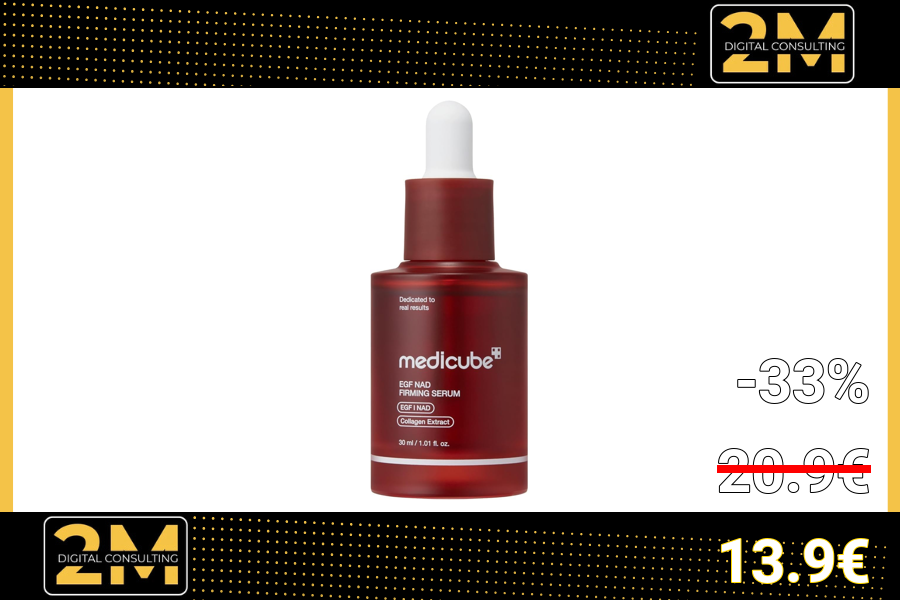 2M
DIGITAL CONSULTING
Dedicated to
real results
medicube
EGF NAD
FIRMING SERUM
EGF I NAD
Collagen Extract
30 ml / 1.01 fl. oz.
-33%
20.9€
2M
DIGITAL CONSULTING
13.9€